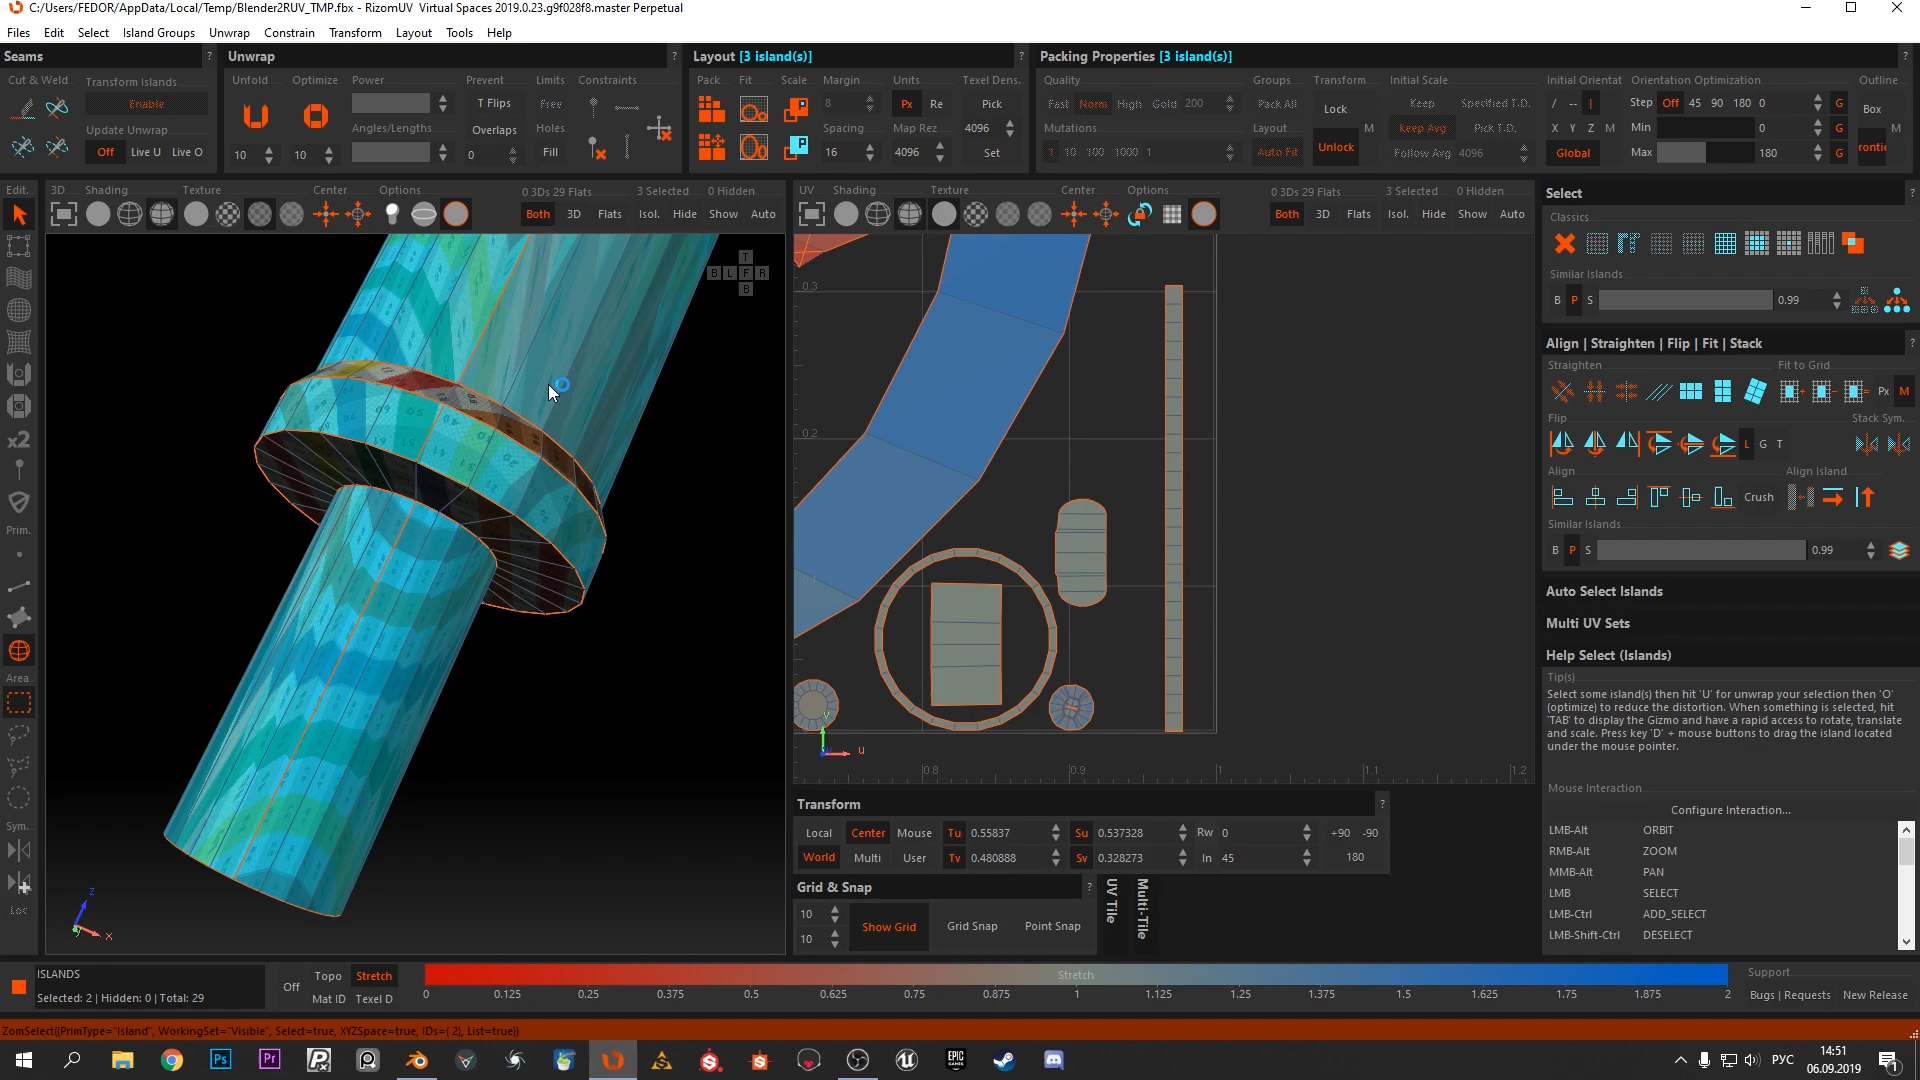 C:/Users/FEDOR/AppData/Local/Temp/Blender2RUV_TMP.fbx - RizomUV  Virtual Spaces 2019.0.23.g9f028f8.master Perpetual
Files Edit Select Island Groups Unwrap Constrain Transform Layout Tools Help
Seams ? Unwrap ? Layout [3 island(s)] ? Packing Properties [3 island(s)] ?
Cut & Weld Transform Islands Unfold Optimize Power Prevent Limits Constraints Pack Fit Scale Margin Units Texel Dens. Quality Groups Transform Initial Scale Initial Orientat Orientation Optimization Outline
Enable T Flips Free 8 Px Re Pick Fast Norm High Gold 200 Pack All Lock Keep Specified T.D. / -- | Step Off 45 90 180 0 G Box
Update Unwrap Angles/Lengths Overlaps Holes Spacing Map Rez 4096 Mutations Layout M Keep Avg Pick T.D. X Y Z M Min 0 G M
Off Live U Live O 10 10 0 Fill 16 4096 Set 1 10 100 1000 1 Auto Fit Unlock Follow Avg 4096 Global Max 180 G rontie
Edit. 3D Shading Texture Center Options 0 3Ds 29 Flats 3 Selected 0 Hidden UV Shading Texture Center Options 0 3Ds 29 Flats 3 Selected 0 Hidden
Both 3D Flats Isol. Hide Show Auto Both 3D Flats Isol. Hide Show Auto
Select ?
Classics
T
B L F R
B
Similar Islands
B P S 0.99
Align | Straighten | Flip | Fit | Stack ?
Straighten Fit to Grid
Px M
Flip Stack Sym.
L G T
Align Align Island
Crush
Similar Islands
B P S 0.99
x2
Prim.
Area
Sym.
Loc
0.3
0.2
0.8 0.9 1 1.1 1.2
u
Auto Select Islands
Multi UV Sets
Help Select (Islands)
Tip(s)
Select some island(s) then hit 'U' for unwrap your selection then 'O'
(optimize) to reduce the distortion. When something is selected, hit
'TAB' to display the Gizmo and have a rapid access to rotate, translate
and scale. Press key 'D' + mouse buttons to drag the island located
under the mouse pointer.
Mouse Interaction
Configure Interaction...
LMB-Alt ORBIT
RMB-Alt ZOOM
MMB-Alt PAN
LMB SELECT
LMB-Ctrl ADD_SELECT
LMB-Shift-Ctrl DESELECT
Transform ?
Local Center Mouse Tu 0.55837 Su 0.537328 Rw 0 +90 -90
World Multi User Tv 0.480888 Sv 0.328273 In 45 180
Grid & Snap ?
10 Show Grid Grid Snap Point Snap
10
UV Tile
Multi-Tile
z
x
y
ISLANDS
Selected: 2 | Hidden: 0 | Total: 29
Off Topo Stretch
Mat ID Texel D
Stretch
0 0.125 0.25 0.375 0.5 0.625 0.75 0.875 1 1.125 1.25 1.375 1.5 1.625 1.75 1.875 2
Support
Bugs | Requests New Release
ZomSelect({PrimType="Island", WorkingSet="Visible", Select=true, XYZSpace=true, IDs={ 2}, List=true})
Ps Pr EPIC GAMES РУС 14:51
06.09.2019 1